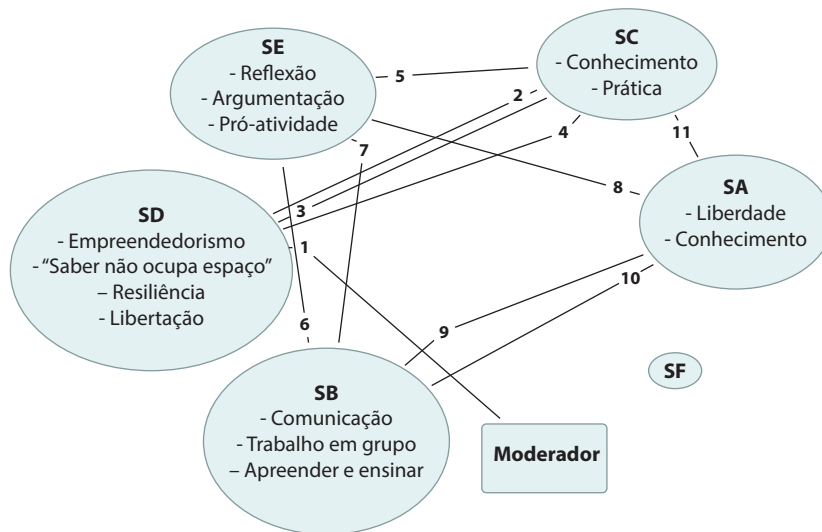 SE
- Reflexão
- Argumentação
- Pró-atividade
SC
- Conhecimento
- Prática
5
2
4
11
7
8
SA
- Liberdade
- Conhecimento
SD
- Empreendedorismo
- “Saber não ocupa espaço”
– Resiliência
- Libertação
3
1
10
6
9
SF
SB
- Comunicação
- Trabalho em grupo
– Apreender e ensinar
Moderador